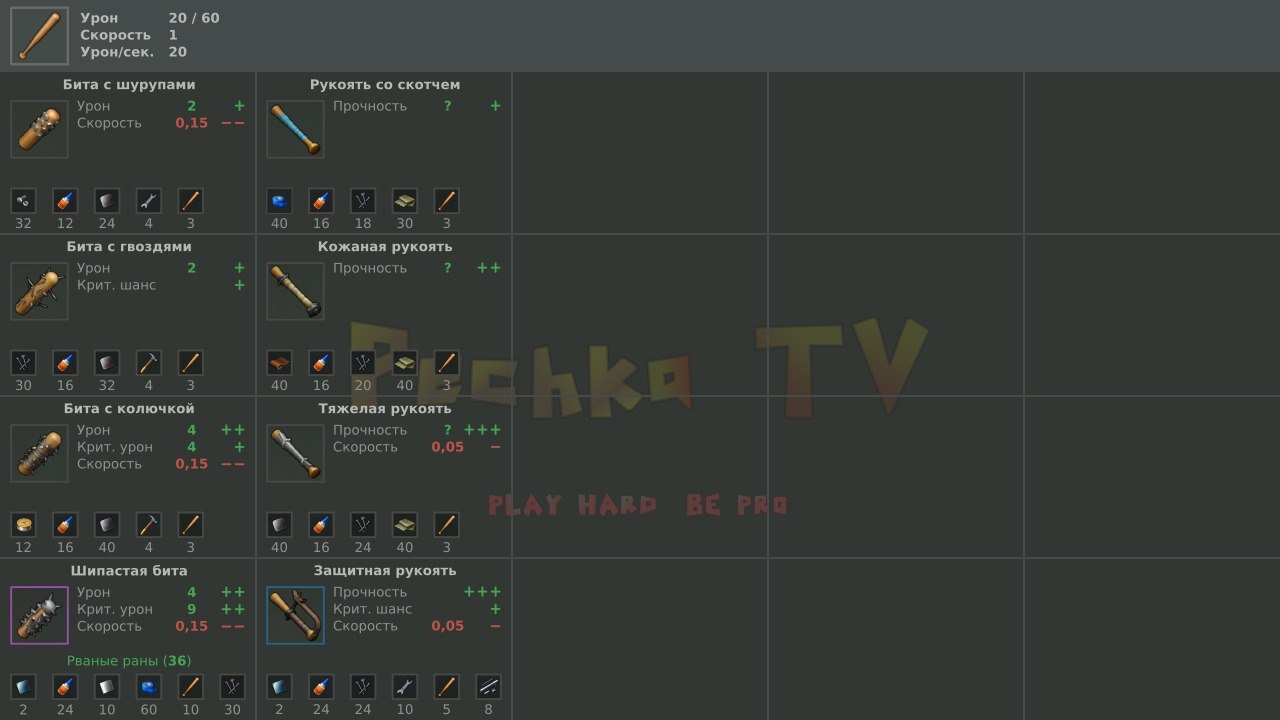 Урон 20 / 60
Скорость 1
Урон/сек. 20
Бита с шурупами
Урон 2 +
Скорость 0,15 −−
32 12 24 4 3
Рукоять со скотчем
Прочность ? +
40 16 18 30 3
Бита с гвоздями
Урон 2 +
Крит. шанс +
30 16 32 4 3
Кожаная рукоять
Прочность ? ++
40 16 20 40 3
Бита с колючкой
Урон 4 ++
Крит. урон 4 +
Скорость 0,15 −−
12 16 40 4 3
Тяжелая рукоять
Прочность ? +++
Скорость 0,05 −
40 16 24 40 3
Шипастая бита
Урон 4 ++
Крит. урон 9 ++
Скорость 0,15 −−
Рваные раны (36)
2 24 10 60 10 30
Защитная рукоять
Прочность +++
Крит. шанс +
Скорость 0,05 −
2 24 24 10 5 8
Pechka TV
PLAY HARD BE PRO